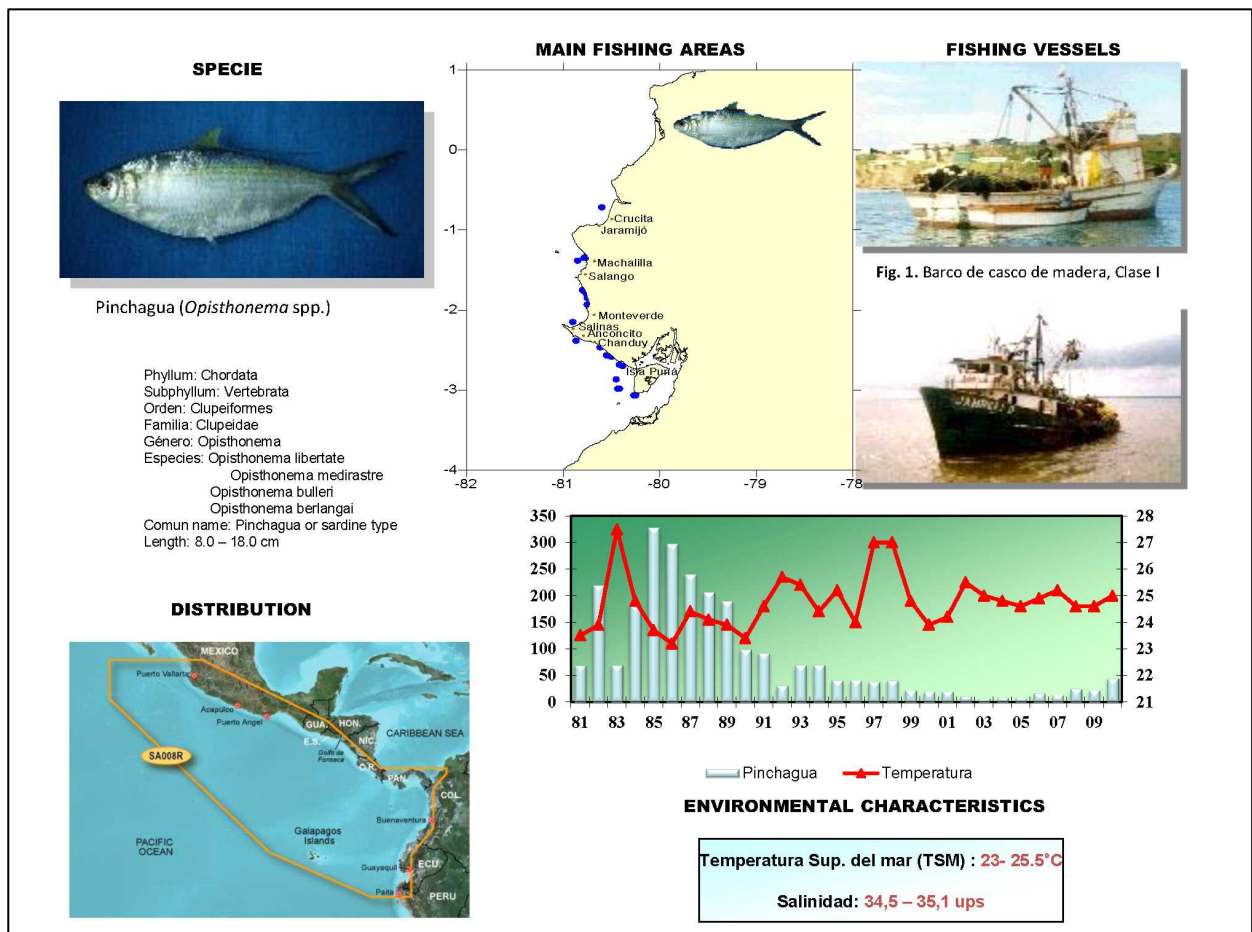 SPECIE
Pinchagua (Opisthonema spp.)
Phyllum: Chordata
Subphyllum: Vertebrata
Orden: Clupeiformes
Familia: Clupeidae
Género: Opisthonema
Especies: Opisthonema libertate
Opisthonema medirastre
Opisthonema bulleri
Opisthonema berlangai
Comun name: Pinchagua or sardine type
Length: 8.0 – 18.0 cm
DISTRIBUTION
MEXICO
Puerto Vallarta
Acapulco
Puerto Angel
GUA.
HON.
E.S.
NIC.
CARIBBEAN SEA
Golfo de
Fonseca
C.R.
PAN.
SA008R
COL.
Buenaventura
PACIFIC
OCEAN
Galapagos
Islands
Guayaquil
ECU.
Paita
PERU
MAIN FISHING AREAS
1
0
-1
-2
-3
-4
-82
-81
-80
-79
-78
Crucita
Jaramijó
Machalilla
Salango
Monteverde
Salinas
Anconcito
Chanduy
Isla Puná
FISHING VESSELS
Fig. 1. Barco de casco de madera, Clase I
350
300
250
200
150
100
50
0
28
27
26
25
24
23
22
21
81 83 85 87 89 91 93 95 97 99 01 03 05 07 09
Pinchagua
Temperatura
ENVIRONMENTAL CHARACTERISTICS
Temperatura Sup. del mar (TSM) : 23- 25.5°C
Salinidad: 34,5 – 35,1 ups